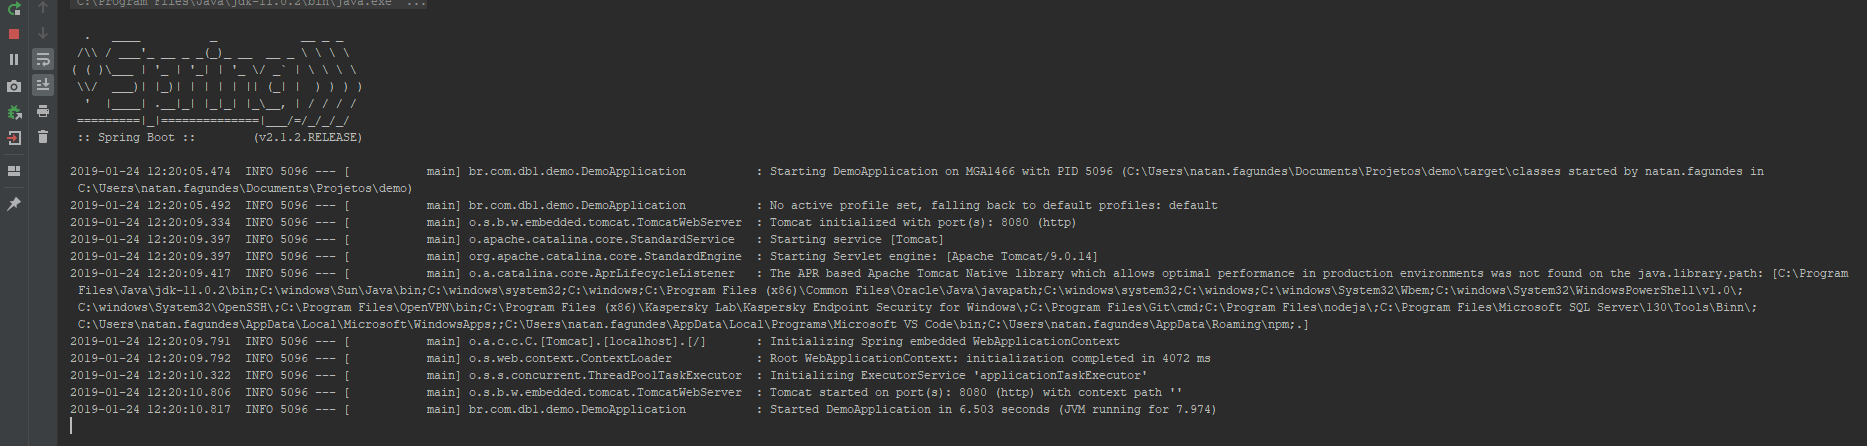 C:\Program Files\Java\jdk-11.0.2\bin\java.exe" ...
  .   ____          _            __ _ _
 /\\ / ___'_ __ _ _(_)_ __  __ _ \ \ \ \
( ( )\___ | '_ | '_| | '_ \/ _` | \ \ \ \
 \\/  ___)| |_)| | | | | || (_| |  ) ) ) )
  '  |____| .__|_| |_|_| |_\__, | / / / /
 =========|_|==============|___/=/_/_/_/
 :: Spring Boot ::        (v2.1.2.RELEASE)
2019-01-24 12:20:05.474  INFO 5096 --- [           main] br.com.db1.demo.DemoApplication          : Starting DemoApplication on MGA1466 with PID 5096 (C:\Users\natan.fagundes\Documents\Projetos\demo\target\classes started by natan.fagundes in
 C:\Users\natan.fagundes\Documents\Projetos\demo)
2019-01-24 12:20:05.492  INFO 5096 --- [           main] br.com.db1.demo.DemoApplication          : No active profile set, falling back to default profiles: default
2019-01-24 12:20:09.334  INFO 5096 --- [           main] o.s.b.w.embedded.tomcat.TomcatWebServer  : Tomcat initialized with port(s): 8080 (http)
2019-01-24 12:20:09.397  INFO 5096 --- [           main] o.apache.catalina.core.StandardService   : Starting service [Tomcat]
2019-01-24 12:20:09.397  INFO 5096 --- [           main] org.apache.catalina.core.StandardEngine  : Starting Servlet engine: [Apache Tomcat/9.0.14]
2019-01-24 12:20:09.417  INFO 5096 --- [           main] o.a.catalina.core.AprLifecycleListener   : The APR based Apache Tomcat Native library which allows optimal performance in production environments was not found on the java.library.path: [C:\Program
 Files\Java\jdk-11.0.2\bin;C:\windows\Sun\Java\bin;C:\windows\system32;C:\windows;C:\Program Files (x86)\Common Files\Oracle\Java\javapath;C:\windows\system32;C:\windows;C:\windows\System32\Wbem;C:\windows\System32\WindowsPowerShell\v1.0\;
 C:\windows\System32\OpenSSH\;C:\Program Files\OpenVPN\bin;C:\Program Files (x86)\Kaspersky Lab\Kaspersky Endpoint Security for Windows\;C:\Program Files\Git\cmd;C:\Program Files\nodejs\;C:\Program Files\Microsoft SQL Server\130\Tools\Binn\;
 C:\Users\natan.fagundes\AppData\Local\Microsoft\WindowsApps;;C:\Users\natan.fagundes\AppData\Local\Programs\Microsoft VS Code\bin;C:\Users\natan.fagundes\AppData\Roaming\npm;.]
2019-01-24 12:20:09.791  INFO 5096 --- [           main] o.a.c.c.C.[Tomcat].[localhost].[/]       : Initializing Spring embedded WebApplicationContext
2019-01-24 12:20:09.792  INFO 5096 --- [           main] o.s.web.context.ContextLoader            : Root WebApplicationContext: initialization completed in 4072 ms
2019-01-24 12:20:10.322  INFO 5096 --- [           main] o.s.s.concurrent.ThreadPoolTaskExecutor  : Initializing ExecutorService 'applicationTaskExecutor'
2019-01-24 12:20:10.806  INFO 5096 --- [           main] o.s.b.w.embedded.tomcat.TomcatWebServer  : Tomcat started on port(s): 8080 (http) with context path ''
2019-01-24 12:20:10.817  INFO 5096 --- [           main] br.com.db1.demo.DemoApplication          : Started DemoApplication in 6.503 seconds (JVM running for 7.974)